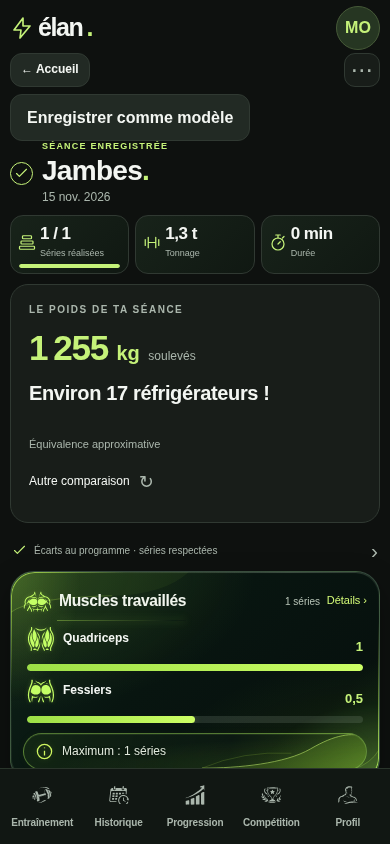 élan.
MO
← Accueil
...
Enregistrer comme modèle
SÉANCE ENREGISTRÉE
Jambes.
15 nov. 2026
1 / 1
Séries réalisées
1,3 t
Tonnage
0 min
Durée
LE POIDS DE TA SÉANCE
1 255 kg soulevés
Environ 17 réfrigérateurs !
Équivalence approximative
Autre comparaison ↻
Écarts au programme · séries respectées ›
Muscles travaillés
1 séries Détails ›
Quadriceps
1
Fessiers
0,5
Maximum : 1 séries
Entraînement
Historique
Progression
Compétition
Profil